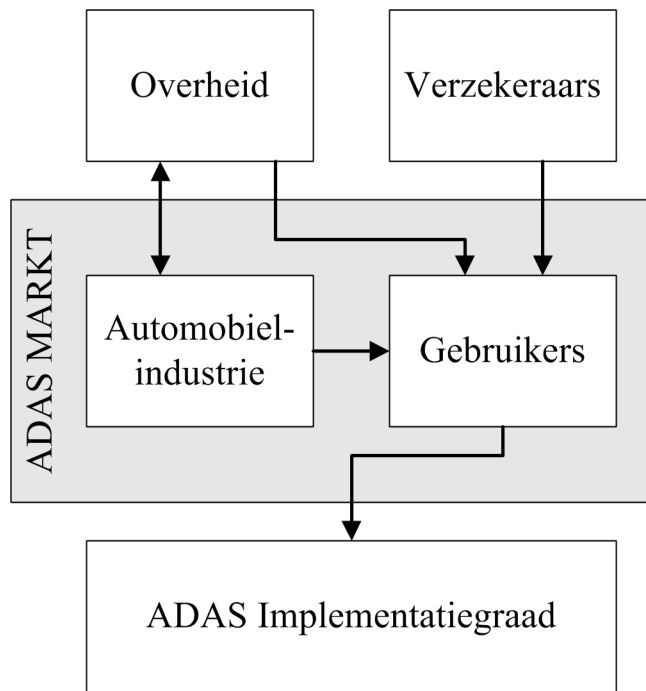 Overheid
Verzekeraars
ADAS MARKT
Automobiel-
industrie
Gebruikers
ADAS Implementatiegraad